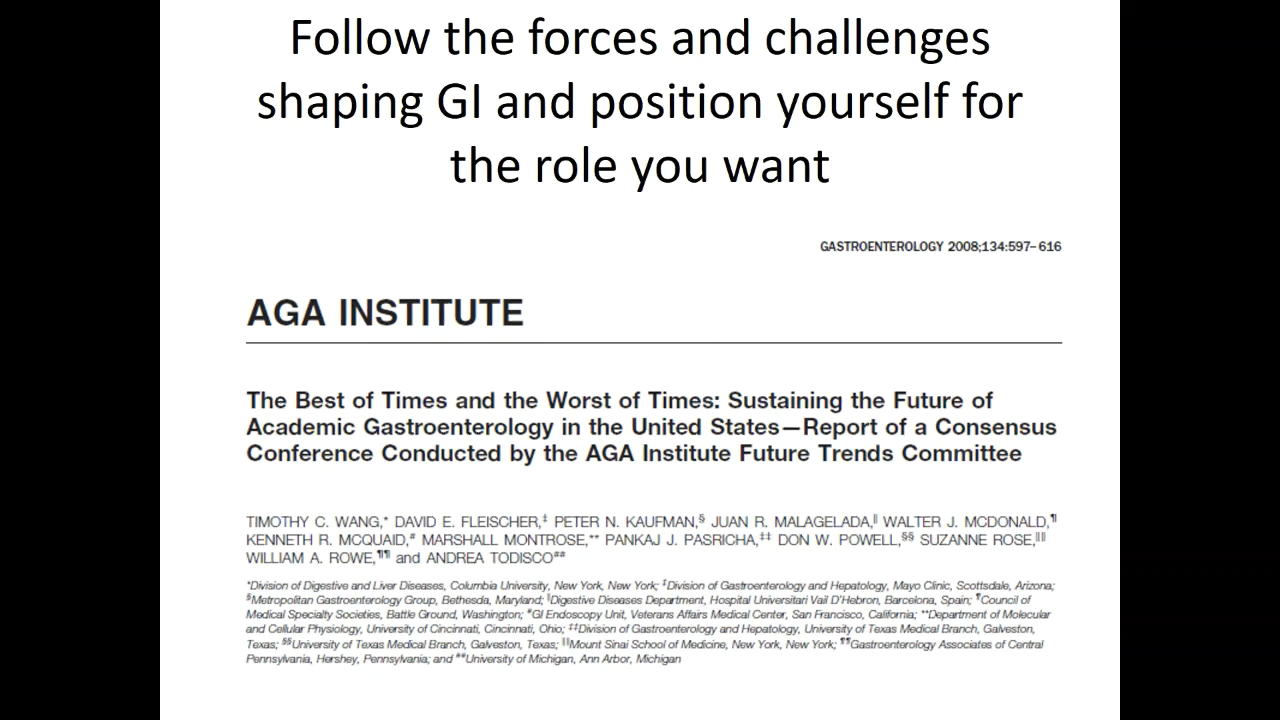 Follow the forces and challenges
shaping GI and position yourself for
the role you want
GASTROENTEROLOGY 2008;134:597–616
AGA INSTITUTE
The Best of Times and the Worst of Times: Sustaining the Future of
Academic Gastroenterology in the United States—Report of a Consensus
Conference Conducted by the AGA Institute Future Trends Committee
TIMOTHY C. WANG,* DAVID E. FLEISCHER,‡ PETER N. KAUFMAN,§ JUAN R. MALAGELADA,‖ WALTER J. MCDONALD,¶
KENNETH R. MCQUAID,# MARSHALL MONTROSE,** PANKAJ J. PASRICHA,‡‡ DON W. POWELL,§§ SUZANNE ROSE,‖‖
WILLIAM A. ROWE,¶¶ and ANDREA TODISCO##
*Division of Digestive and Liver Diseases, Columbia University, New York, New York; ‡Division of Gastroenterology and Hepatology, Mayo Clinic, Scottsdale, Arizona;
§Metropolitan Gastroenterology Group, Bethesda, Maryland; ‖Digestive Diseases Department, Hospital Universitari Vail D'Hebron, Barcelona, Spain; ¶Council of
Medical Specialty Societies, Battle Ground, Washington; #GI Endoscopy Unit, Veterans Affairs Medical Center, San Francisco, California; **Department of Molecular
and Cellular Physiology, University of Cincinnati, Cincinnati, Ohio; ‡‡Division of Gastroenterology and Hepatology, University of Texas Medical Branch, Galveston,
Texas; §§University of Texas Medical Branch, Galveston, Texas; ‖‖Mount Sinai School of Medicine, New York, New York; ¶¶Gastroenterology Associates of Central
Pennsylvania, Hershey, Pennsylvania; and ##University of Michigan, Ann Arbor, Michigan